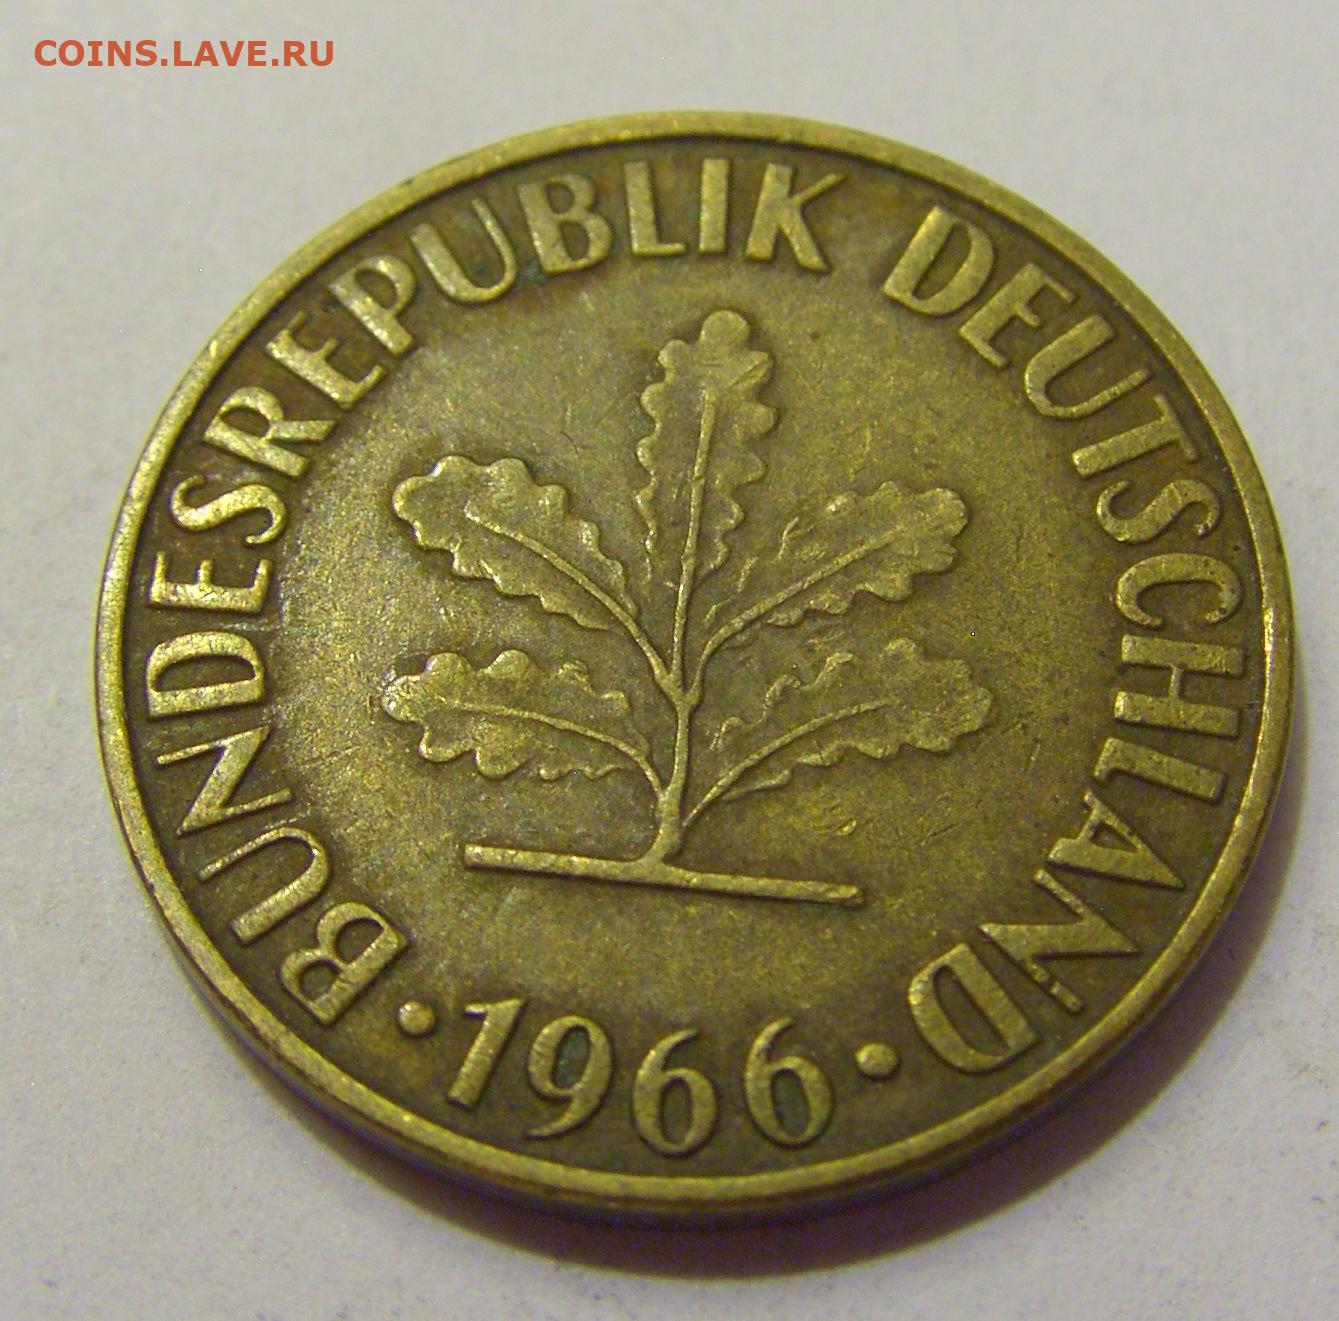 COINS.LAVE.RU
BUNDESREPUBLIK DEUTSCHLAND
· 1966 ·